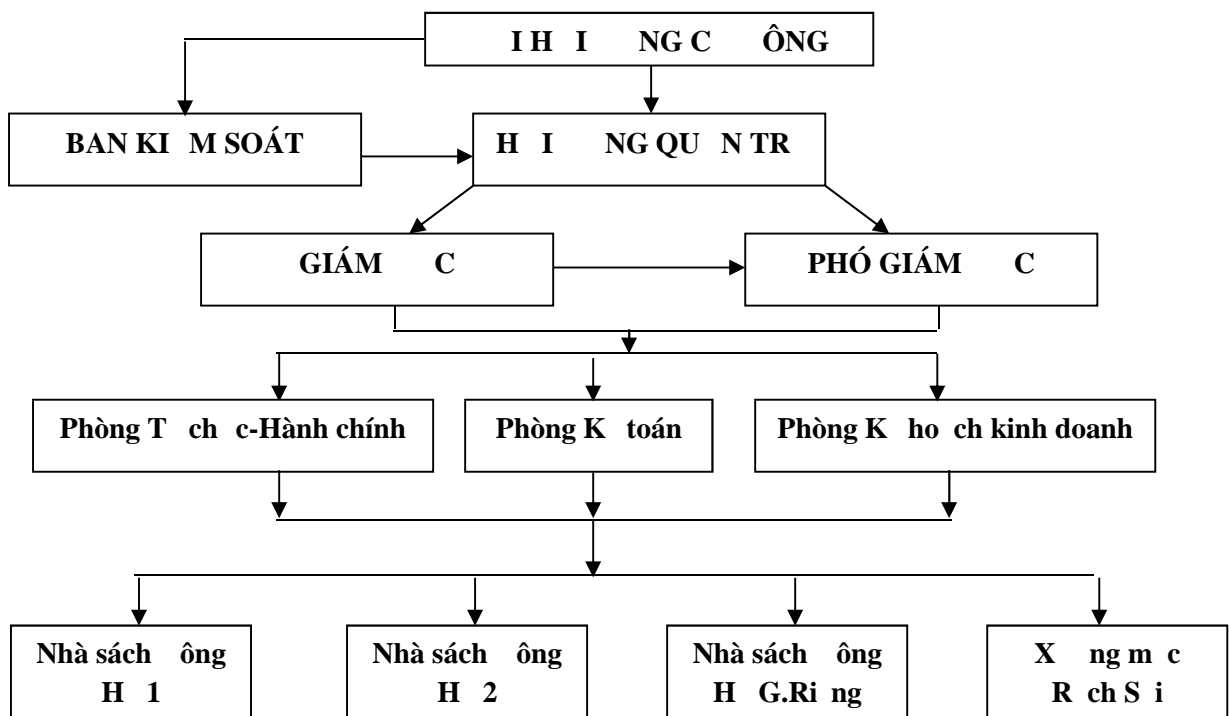 I H I NG C ÔNG
BAN KI M SOÁT
H I NG QU N TR
GIÁM C
PHÓ GIÁM C
Phòng T ch c-Hành chính
Phòng K toán
Phòng K ho ch kinh doanh
Nhà sách ông
H 1
Nhà sách ông
H 2
Nhà sách ông
H G.Ri ng
X ng m c
R ch S i